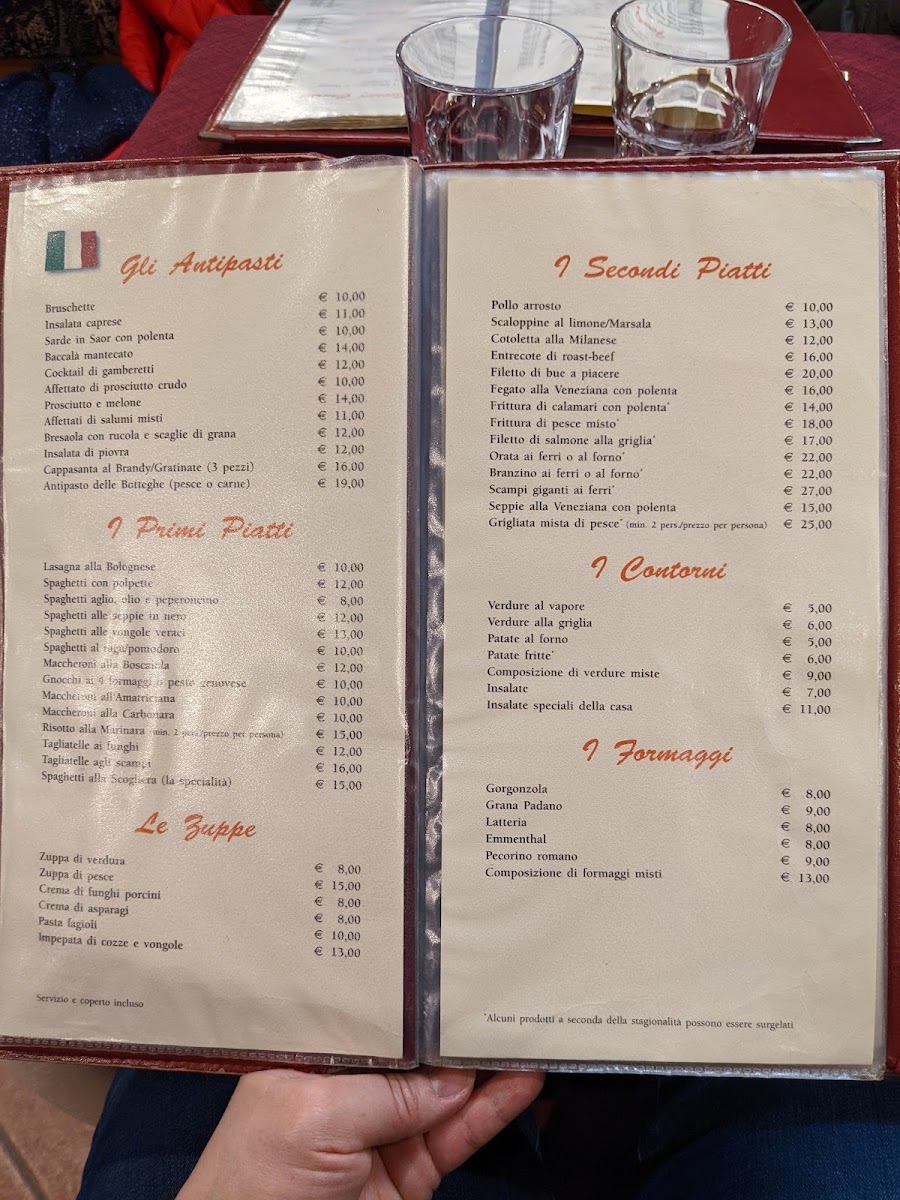 Gli Antipasti
Bruschette € 10,00
Insalata caprese € 11,00
Sarde in Saor con polenta € 10,00
Baccalà mantecato € 14,00
Cocktail di gamberetti € 12,00
Affettato di prosciutto crudo € 10,00
Prosciutto e melone € 14,00
Affettati di salumi misti € 11,00
Bresaola con rucola e scaglie di grana € 12,00
Insalata di piovra € 12,00
Cappasanta al Brandy/Gratinate (3 pezzi) € 16,00
Antipasto delle Botteghe (pesce o carne) € 19,00
I Primi Piatti
Lasagna alla Bolognese € 10,00
Spaghetti con polpette € 12,00
Spaghetti aglio, olio e peperoncino € 8,00
Spaghetti alle seppie in nero € 12,00
Spaghetti alle vongole veraci € 13,00
Spaghetti al ragù/pomodoro € 10,00
Maccheroni alla Boscaiola € 12,00
Gnocchi ai 4 formaggi o pesto genovese € 10,00
Maccheroni all'Amatriciana € 10,00
Maccheroni alla Carbonara € 10,00
Risotto alla Marinara (min. 2 pers./prezzo per persona) € 15,00
Tagliatelle ai funghi € 12,00
Tagliatelle agli scampi € 16,00
Spaghetti alla Scogliera (la specialità) € 15,00
Le Zuppe
Zuppa di verdura € 8,00
Zuppa di pesce € 15,00
Crema di funghi porcini € 8,00
Crema di asparagi € 8,00
Pasta fagioli € 10,00
Impepata di cozze e vongole € 13,00
Servizio e coperto incluso
I Secondi Piatti
Pollo arrosto € 10,00
Scaloppine al limone/Marsala € 13,00
Cotoletta alla Milanese € 12,00
Entrecote di roast-beef € 16,00
Filetto di bue a piacere € 20,00
Fegato alla Veneziana con polenta € 16,00
Frittura di calamari con polenta* € 14,00
Frittura di pesce misto* € 18,00
Filetto di salmone alla griglia* € 17,00
Orata ai ferri o al forno* € 22,00
Branzino ai ferri o al forno* € 22,00
Scampi giganti ai ferri* € 27,00
Seppie alla Veneziana con polenta € 15,00
Grigliata mista di pesce* (min. 2 pers./prezzo per persona) € 25,00
I Contorni
Verdure al vapore € 5,00
Verdure alla griglia € 6,00
Patate al forno € 5,00
Patate fritte* € 6,00
Composizione di verdure miste € 9,00
Insalate € 7,00
Insalate speciali della casa € 11,00
I Formaggi
Gorgonzola € 8,00
Grana Padano € 9,00
Latteria € 8,00
Emmenthal € 8,00
Pecorino romano € 9,00
Composizione di formaggi misti € 13,00
*Alcuni prodotti a seconda della stagionalità possono essere surgelati